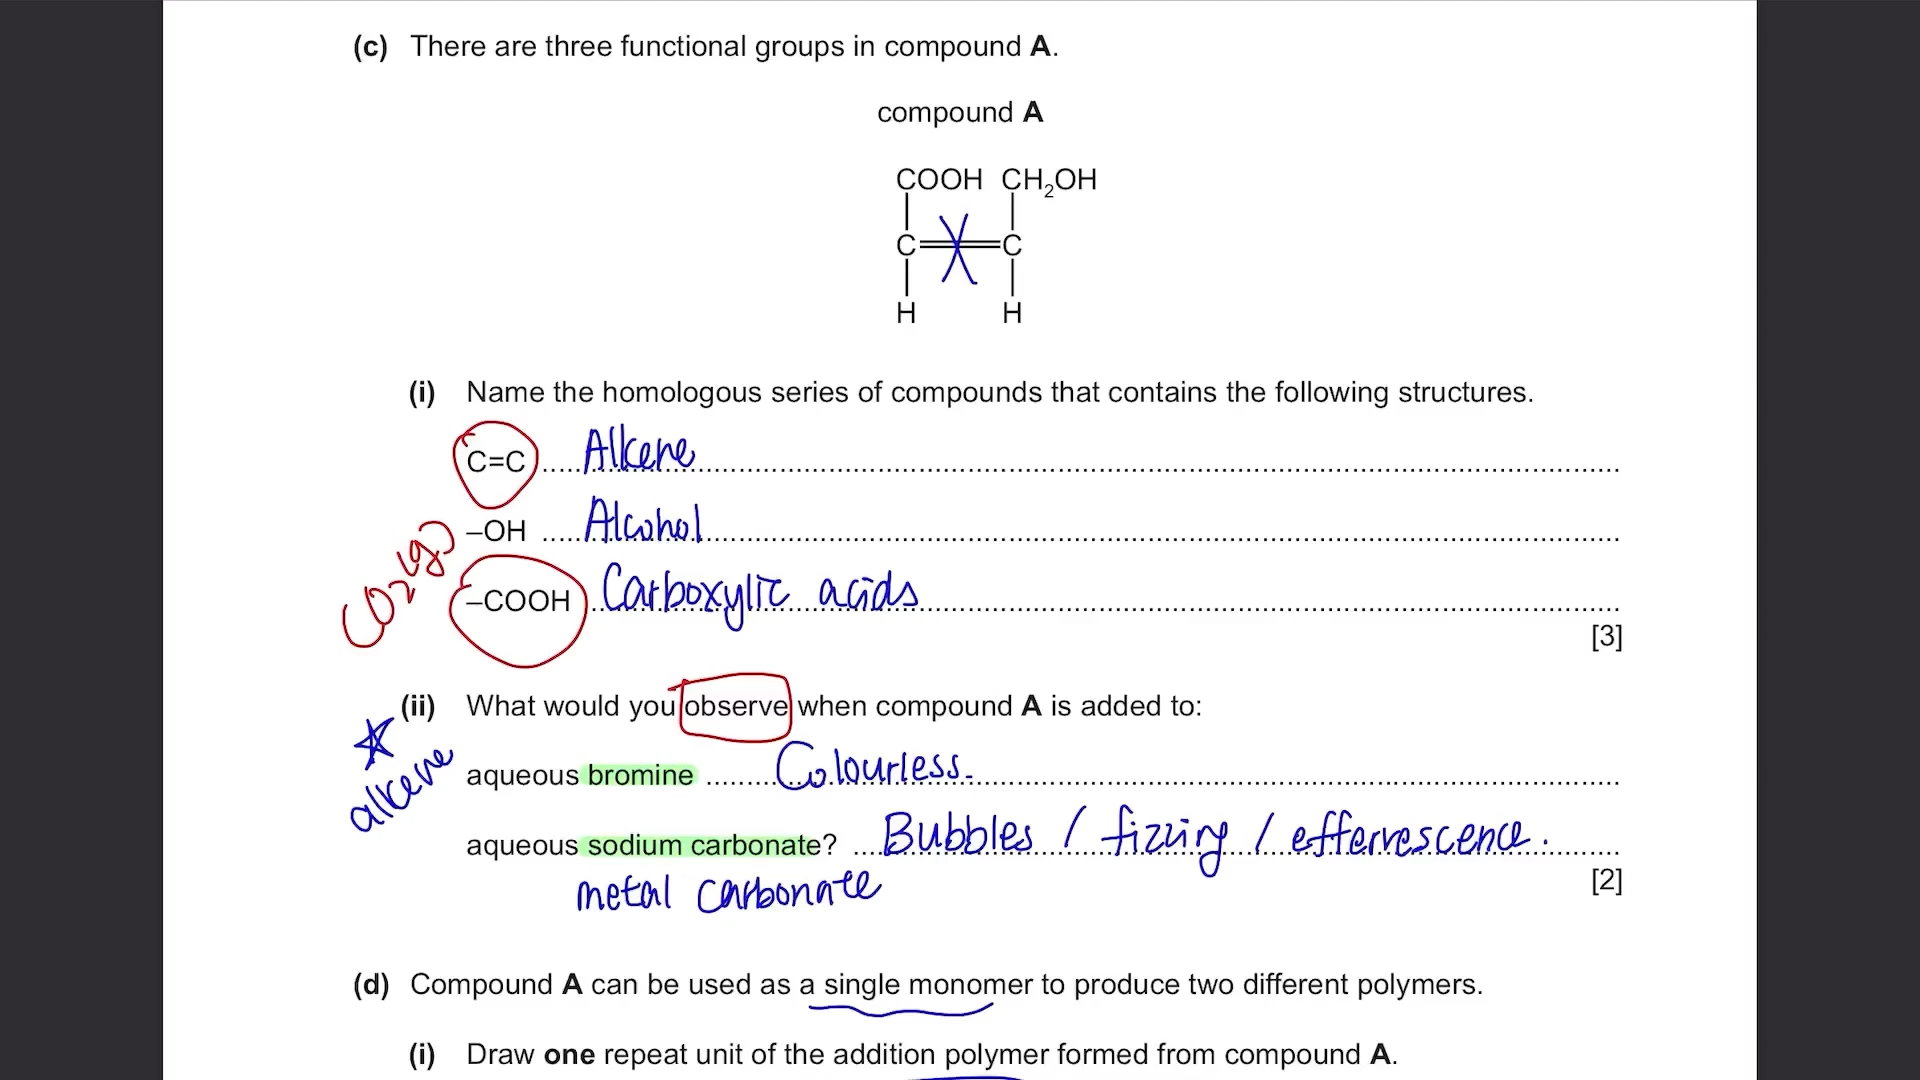 (c) There are three functional groups in compound A.
compound A
COOH CH₂OH
C=C
H H
(i) Name the homologous series of compounds that contains the following structures.
C=C ..... Alkene
–OH ..... Alcohol
CO2(g)
–COOH ..... Carboxylic acids
[3]
(ii) What would you observe when compound A is added to:
alkene
aqueous bromine ..... Colourless.
aqueous sodium carbonate? ..... Bubbles / fizzing / effervescence.
metal carbonate
[2]
(d) Compound A can be used as a single monomer to produce two different polymers.
(i) Draw one repeat unit of the addition polymer formed from compound A.